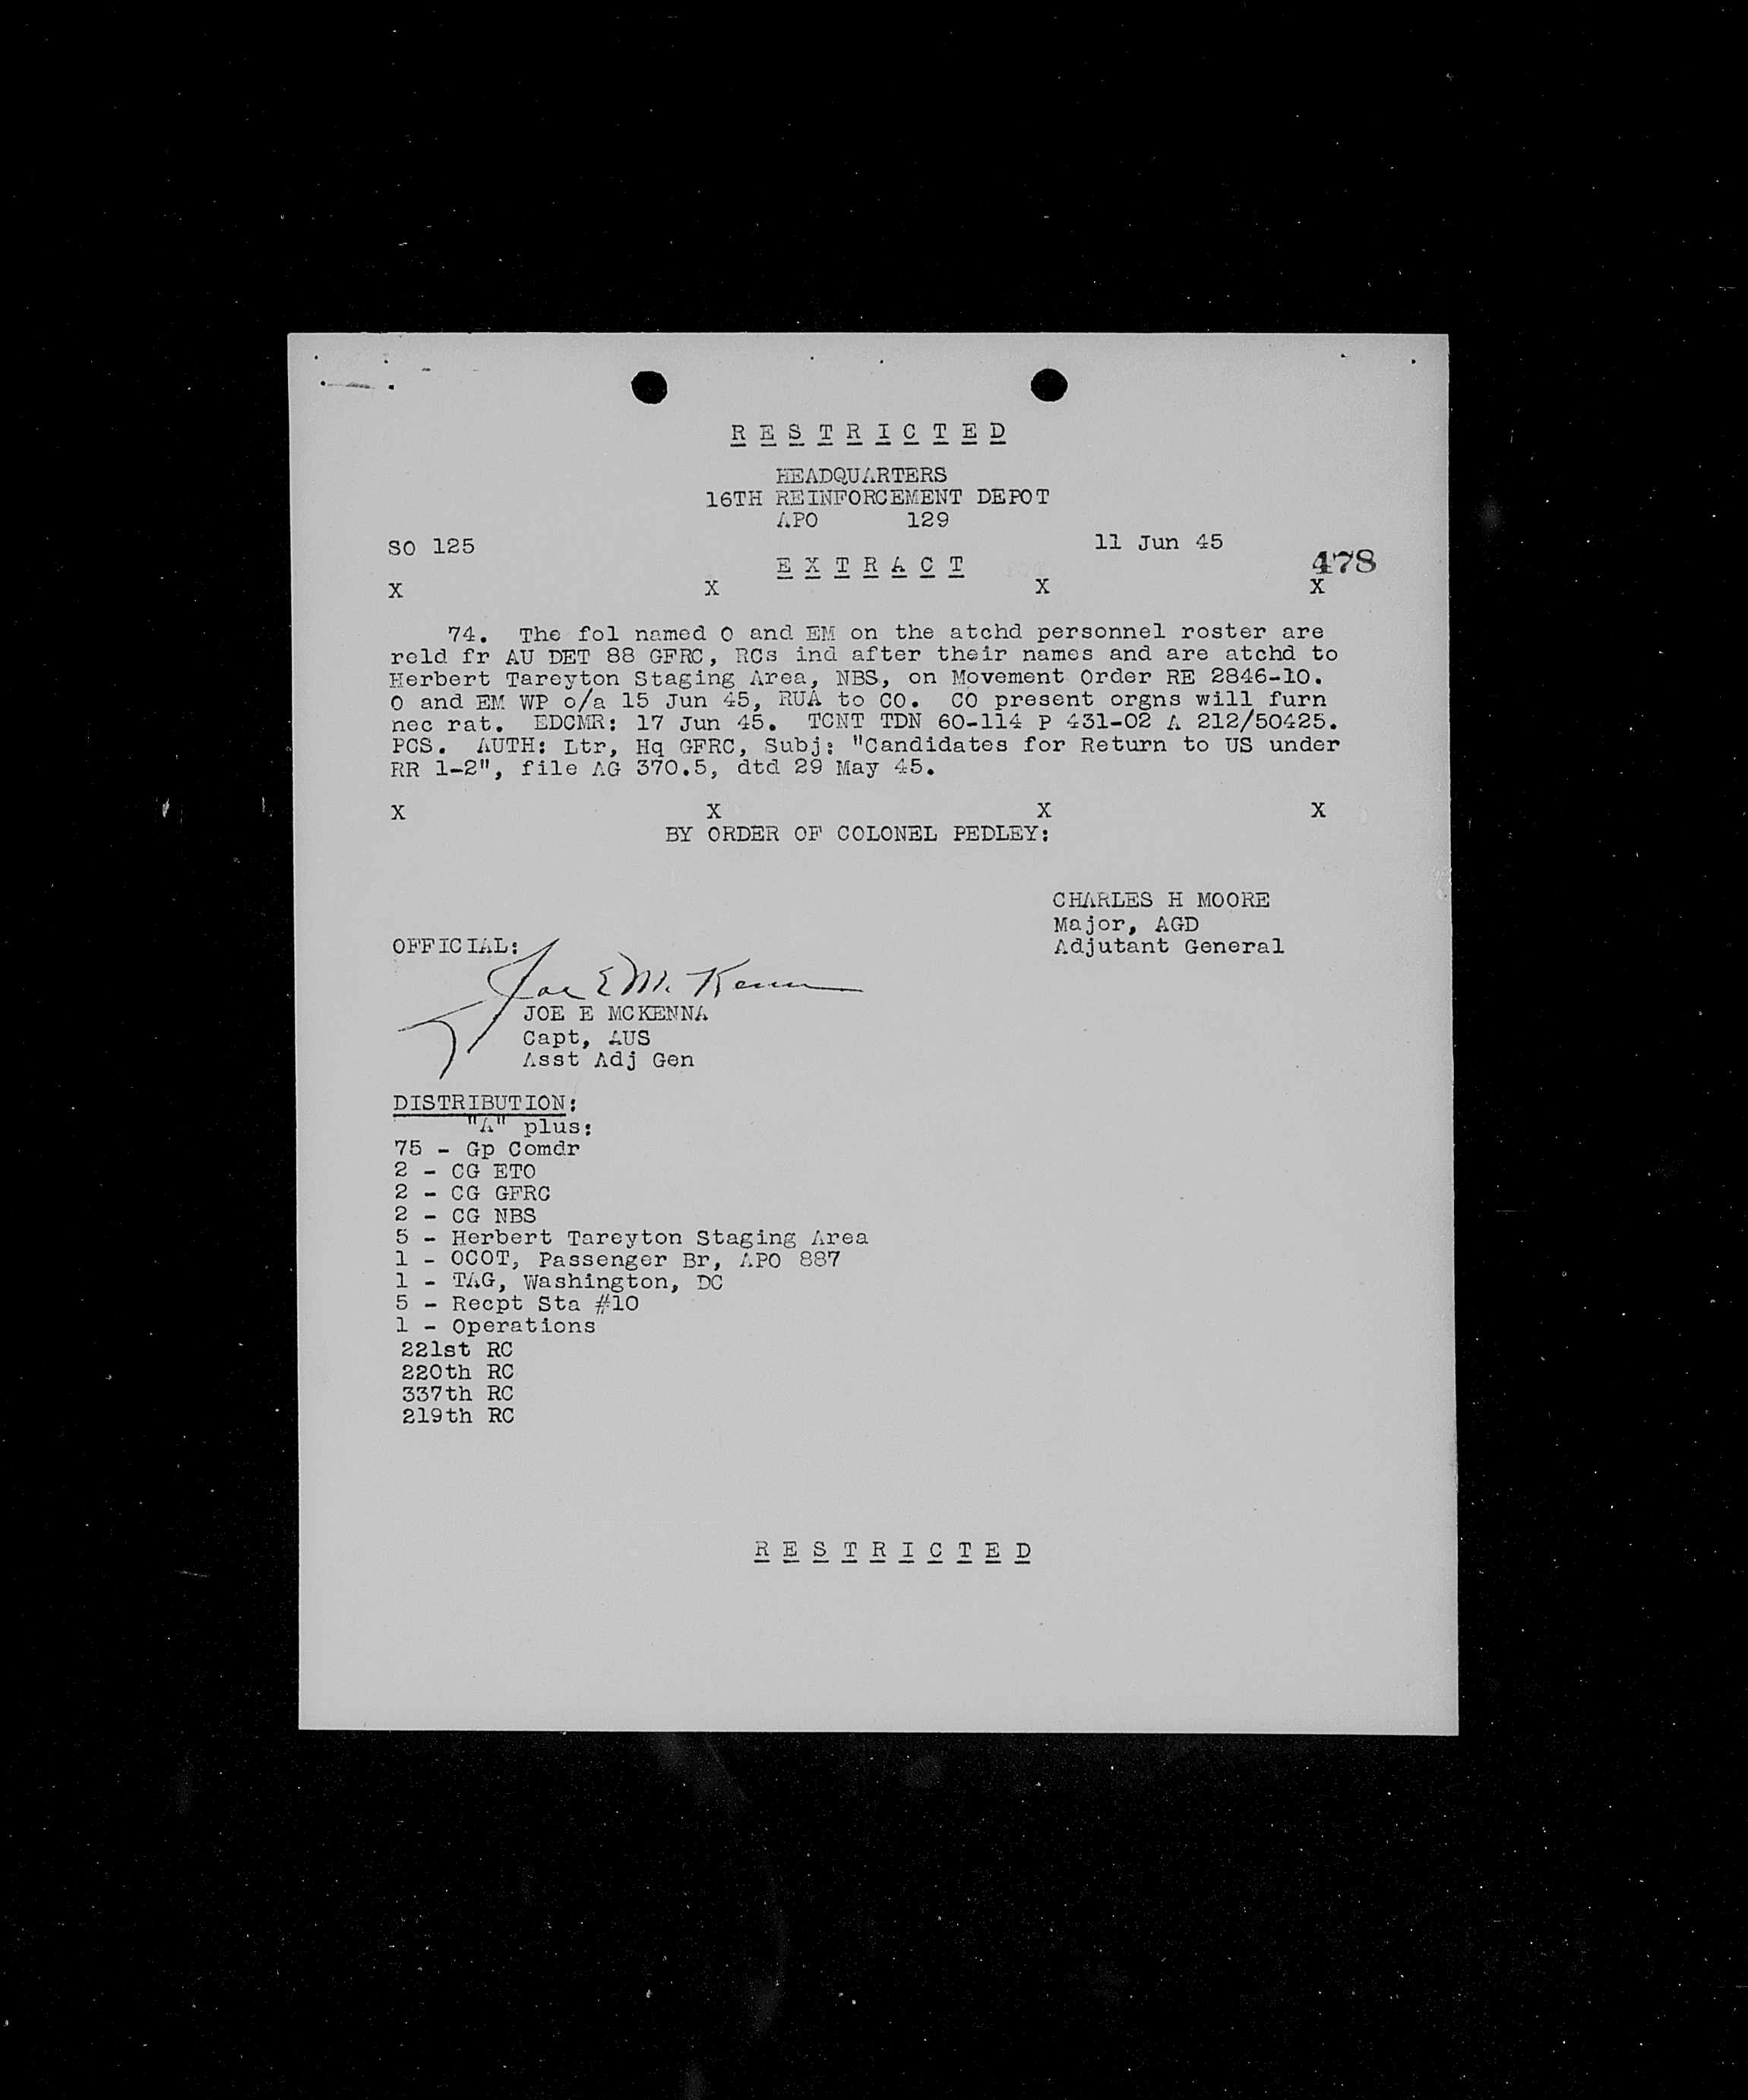 R E S T R I C T E D
HEADQUARTERS
16TH REINFORCEMENT DEPOT
APO 129
SO 125 11 Jun 45
E X T R A C T 478
X X X X
74. The fol named O and EM on the atchd personnel roster are
reld fr AU DET 88 GFRC, RCs ind after their names and are atchd to
Herbert Tareyton Staging Area, NBS, on Movement Order RE 2846-10.
O and EM WP o/a 15 Jun 45, RUA to CO. CO present orgns will furn
nec rat. EDCMR: 17 Jun 45. TCNT TDN 60-114 P 431-02 A 212/50425.
PCS. AUTH: Ltr, Hq GFRC, Subj: "Candidates for Return to US under
RR 1-2", file AG 370.5, dtd 29 May 45.
X X X X
BY ORDER OF COLONEL PEDLEY:
CHARLES H MOORE
Major, AGD
Adjutant General
OFFICIAL:
Joe E McKenna
JOE E MCKENNA
Capt, AUS
Asst Adj Gen
DISTRIBUTION:
"A" plus:
75 - Gp Comdr
2 - CG ETO
2 - CG GFRC
2 - CG NBS
5 - Herbert Tareyton Staging Area
1 - OCOT, Passenger Br, APO 887
1 - TAG, Washington, DC
5 - Recpt Sta #10
1 - Operations
221st RC
220th RC
337th RC
219th RC
R E S T R I C T E D